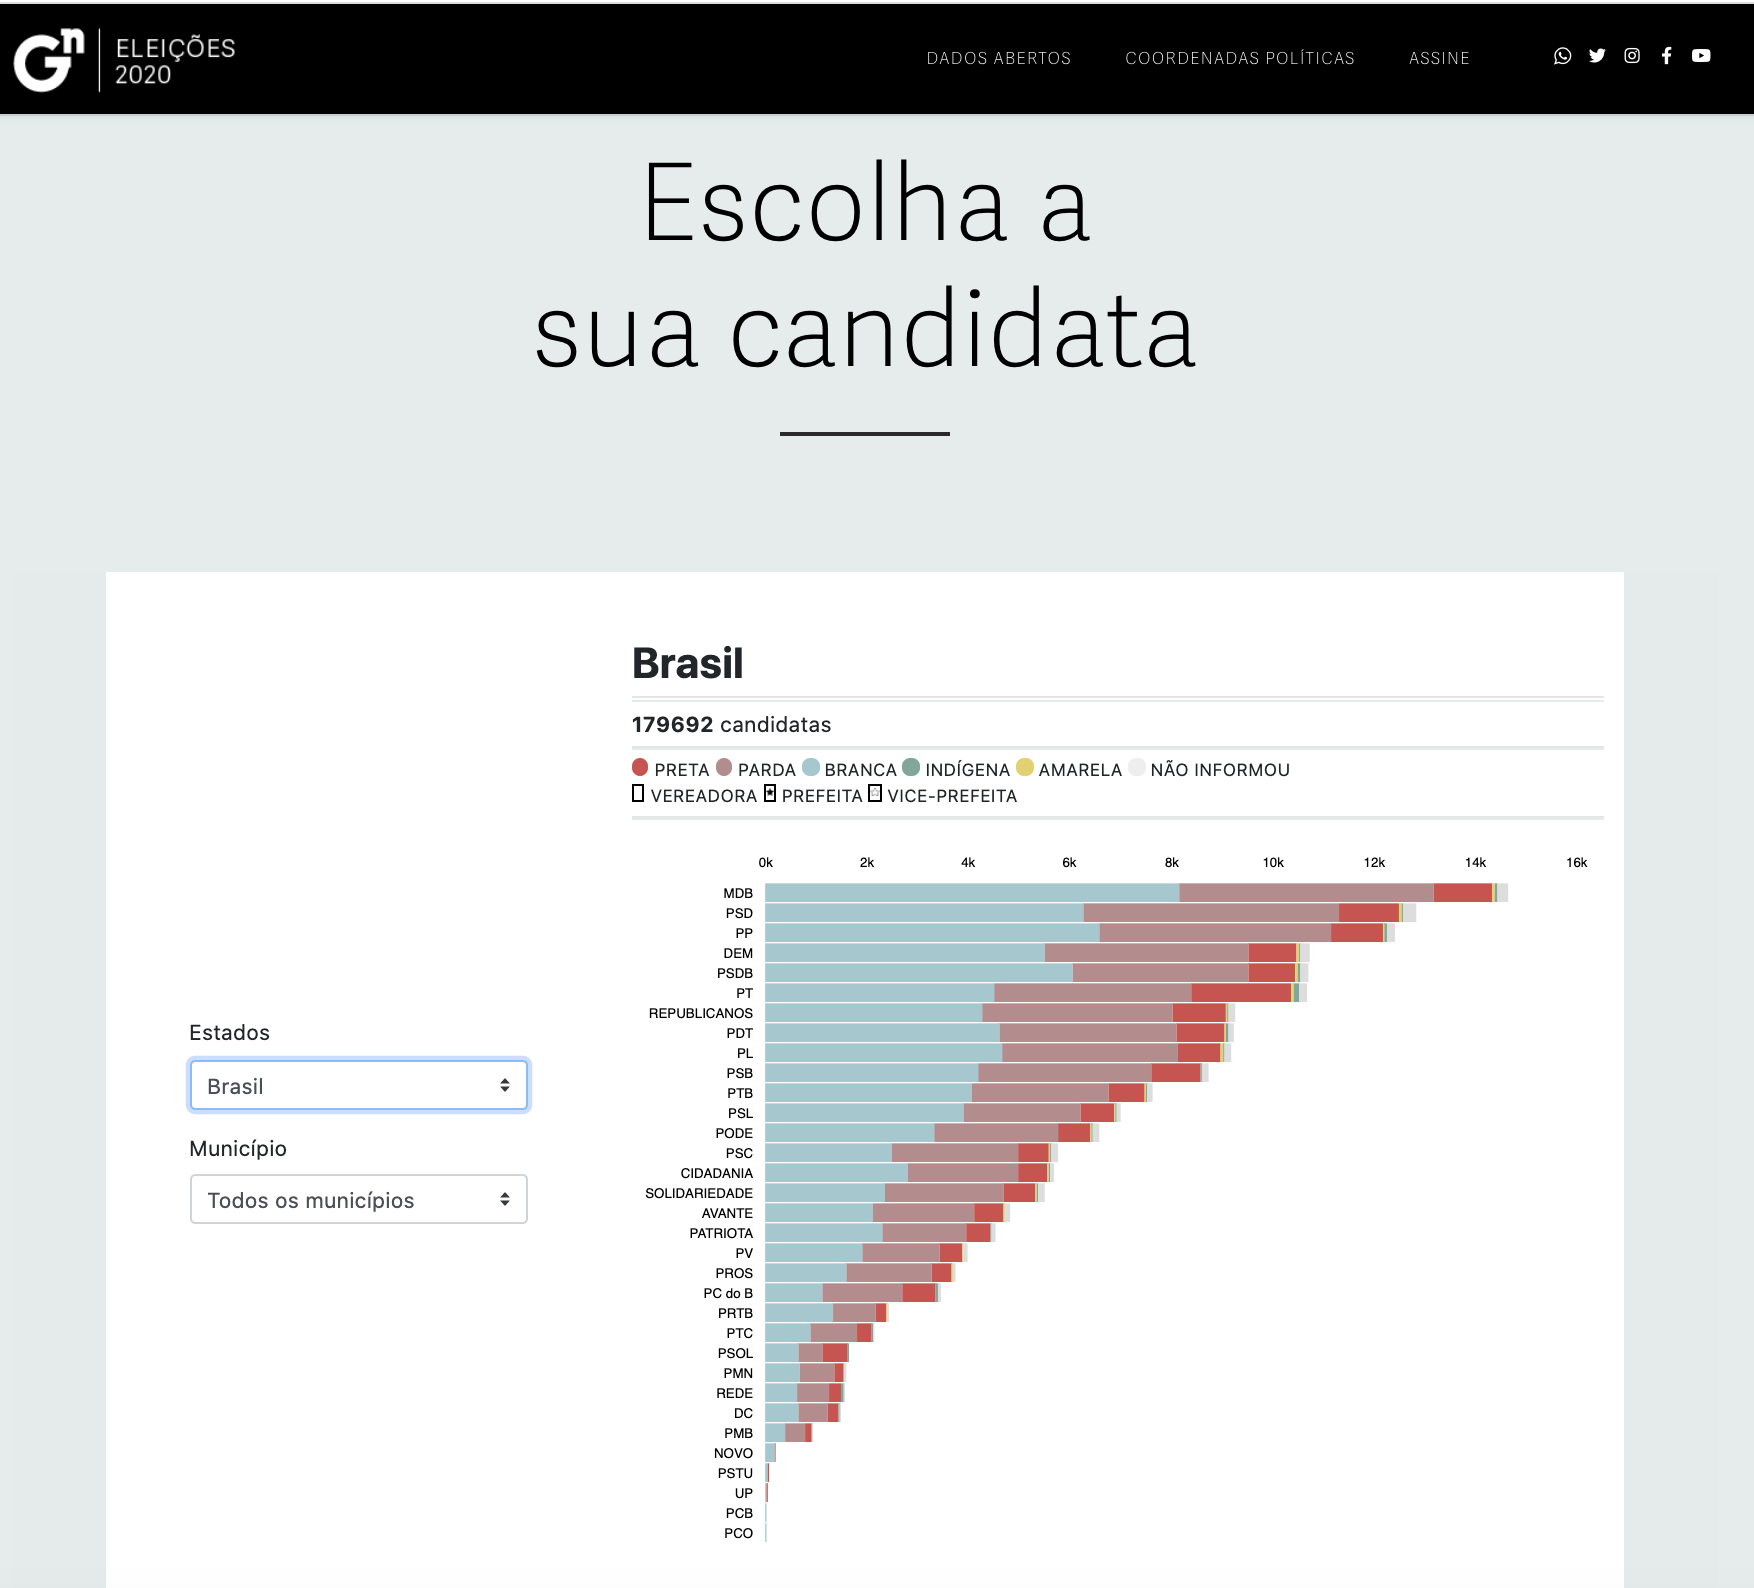 Gn
ELEIÇÕES
2020
DADOS ABERTOS COORDENADAS POLÍTICAS ASSINE
Escolha a
sua candidata
Brasil
179692 candidatas
PRETA PARDA BRANCA INDÍGENA AMARELA NÃO INFORMOU
VEREADORA PREFEITA VICE-PREFEITA
0k 2k 4k 6k 8k 10k 12k 14k 16k
MDB
PSD
PP
DEM
PSDB
PT
REPUBLICANOS
PDT
PL
PSB
PTB
PSL
PODE
PSC
CIDADANIA
SOLIDARIEDADE
AVANTE
PATRIOTA
PV
PROS
PC do B
PRTB
PTC
PSOL
PMN
REDE
DC
PMB
NOVO
PSTU
UP
PCB
PCO
Estados
Brasil
Município
Todos os municípios